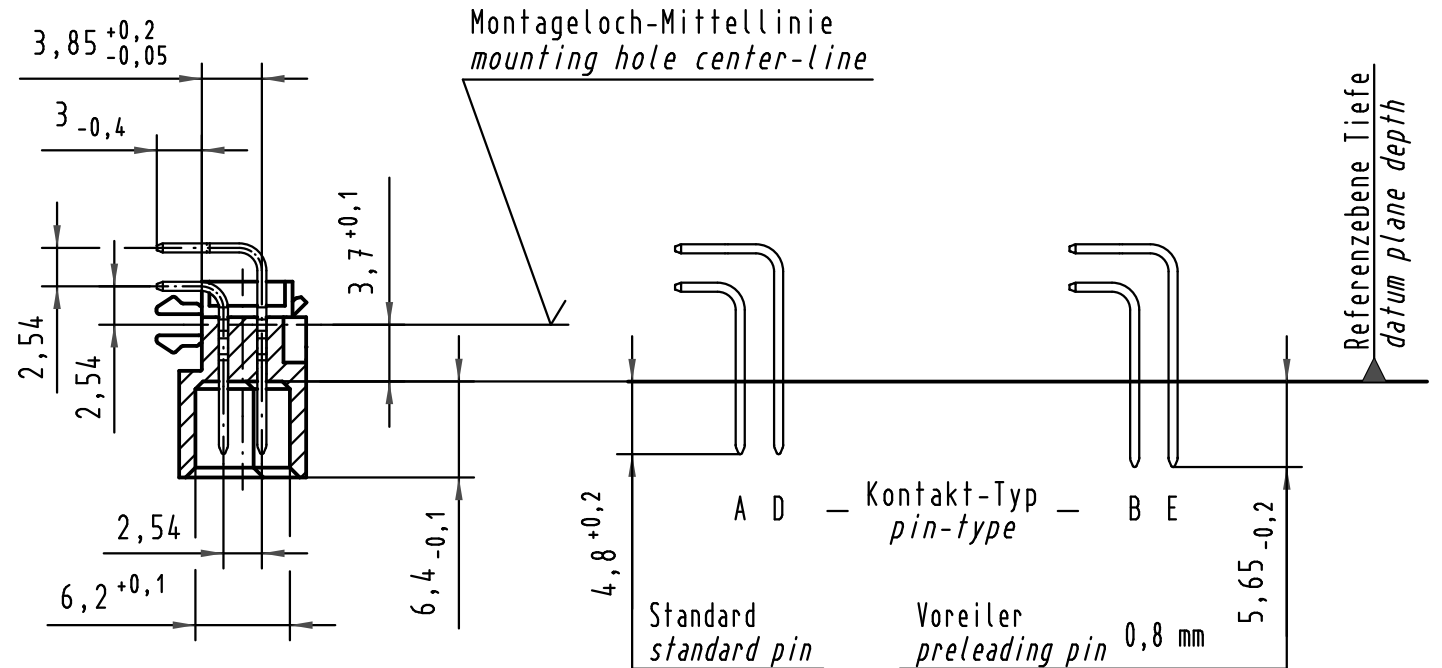 Montageloch-Mittellinie
mounting hole center-line
3,85 +0,2 -0,05
3 -0,4
3,7 +0,1
2,54
2,54
Referenzebene Tiefe
datum plane depth
A D — Kontakt-Typ — B E
pin-type
2,54
6,2 +0,1
6,4 -0,1
4,8 +0,2
5,65 -0,2
Standard
standard pin
Voreiler
preleading pin 0,8 mm